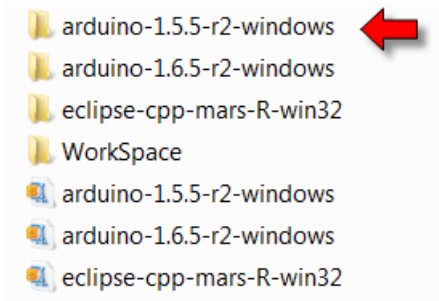 arduino-1.5.5-r2-windows
arduino-1.6.5-r2-windows
eclipse-cpp-mars-R-win32
WorkSpace
arduino-1.5.5-r2-windows
arduino-1.6.5-r2-windows
eclipse-cpp-mars-R-win32